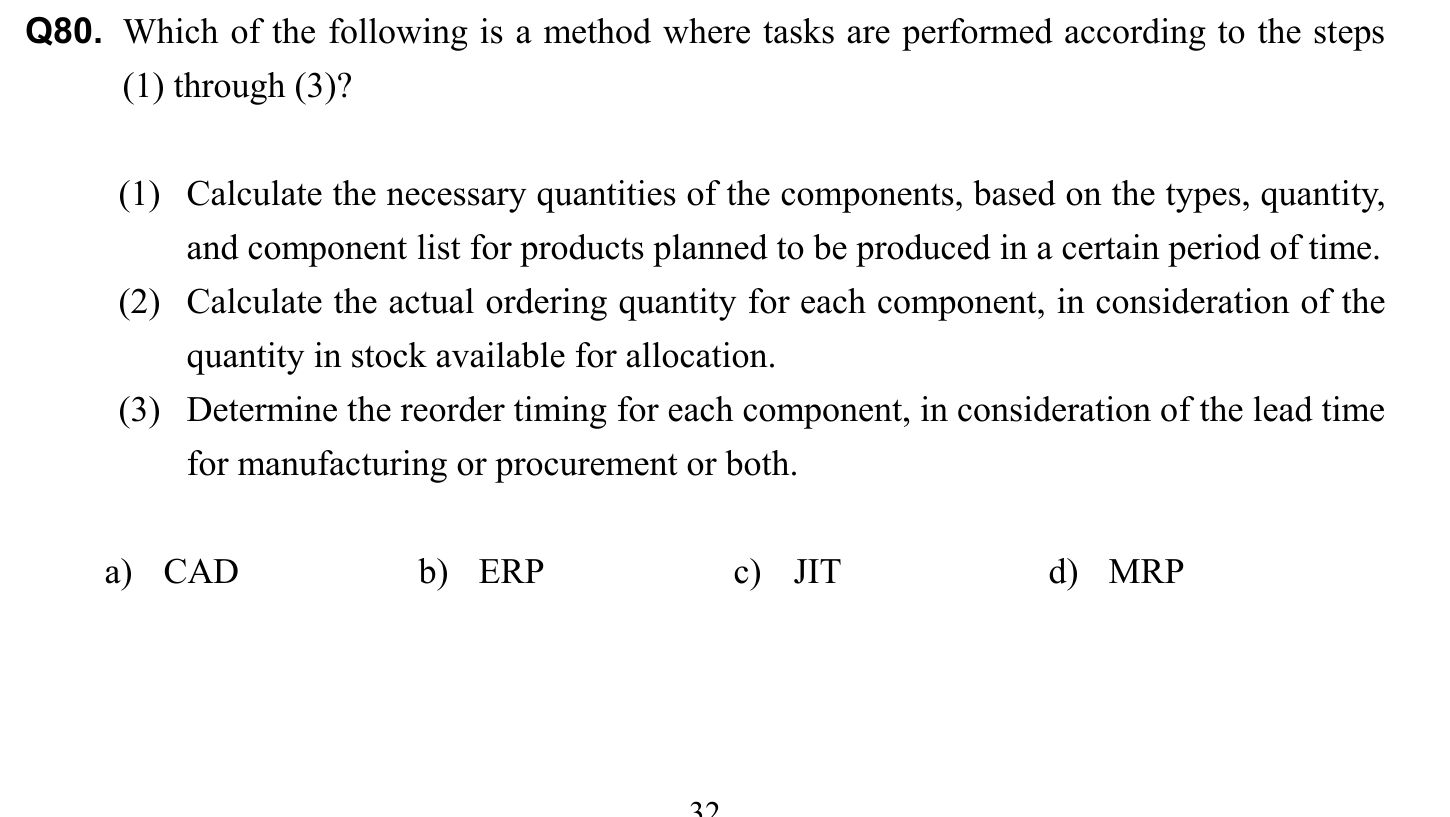 Q80. Which of the following is a method where tasks are performed according to the steps
(1) through (3)?
(1) Calculate the necessary quantities of the components, based on the types, quantity,
and component list for products planned to be produced in a certain period of time.
(2) Calculate the actual ordering quantity for each component, in consideration of the
quantity in stock available for allocation.
(3) Determine the reorder timing for each component, in consideration of the lead time
for manufacturing or procurement or both.
a) CAD b) ERP c) JIT d) MRP
32